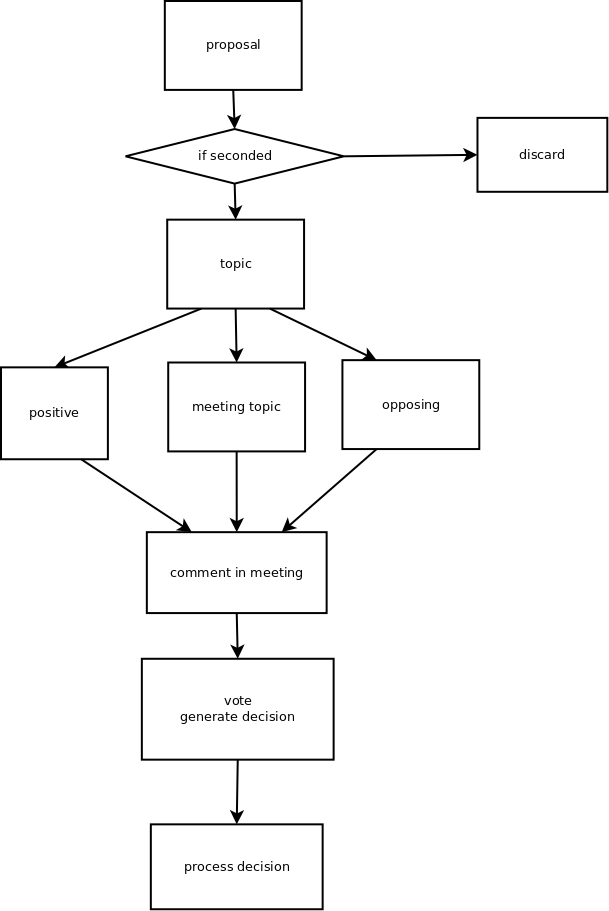 proposal
if seconded
discard
topic
positive
meeting topic
opposing
comment in meeting
vote
generate decision
process decision